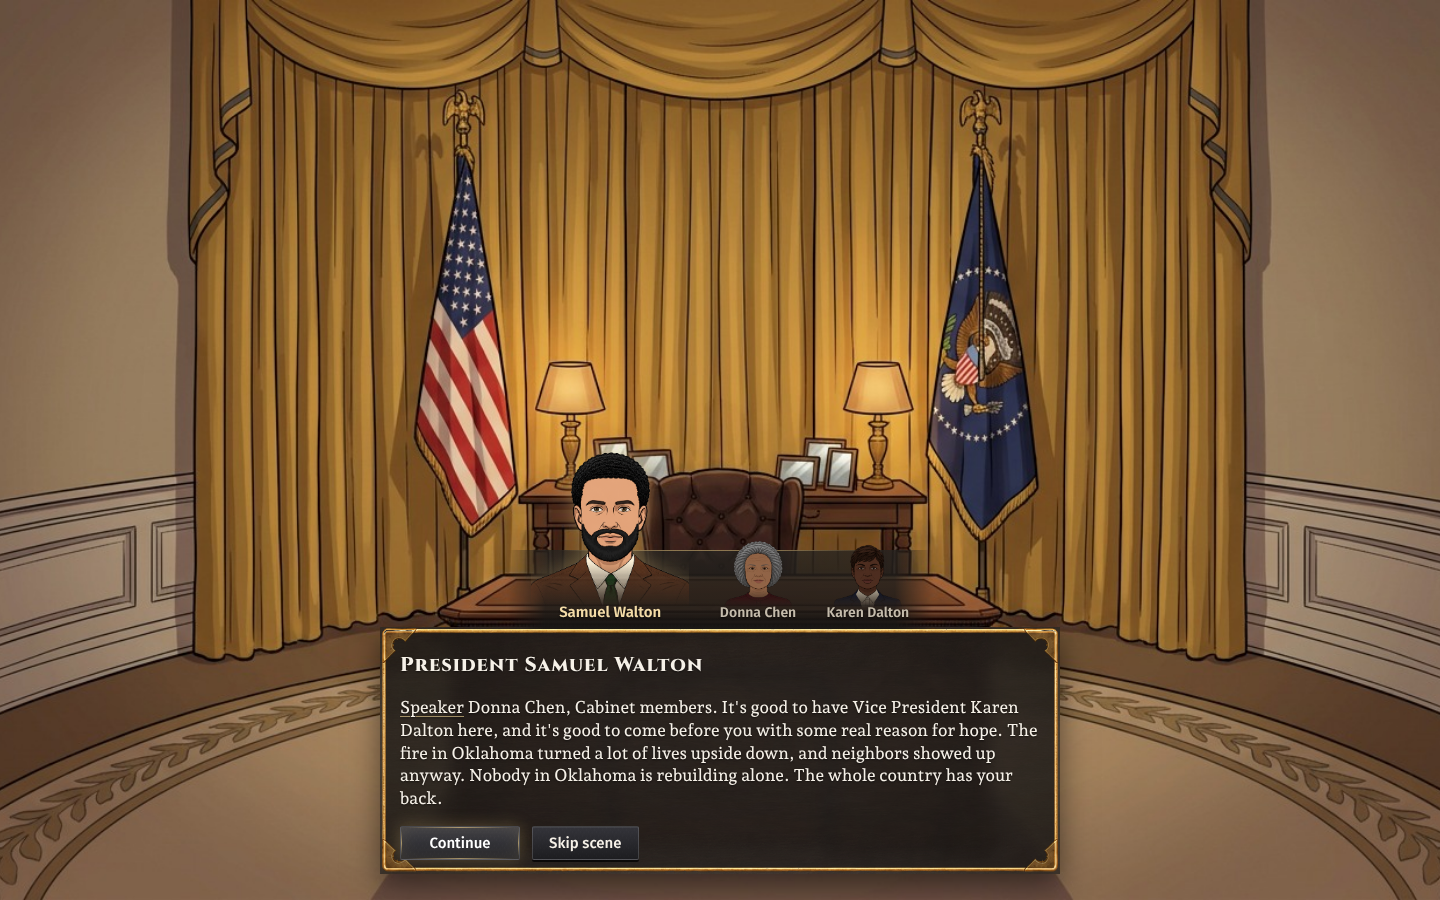 Samuel Walton
Donna Chen
Karen Dalton
President Samuel Walton
Speaker Donna Chen, Cabinet members. It's good to have Vice President Karen
Dalton here, and it's good to come before you with some real reason for hope. The
fire in Oklahoma turned a lot of lives upside down, and neighbors showed up
anyway. Nobody in Oklahoma is rebuilding alone. The whole country has your
back.
Continue
Skip scene